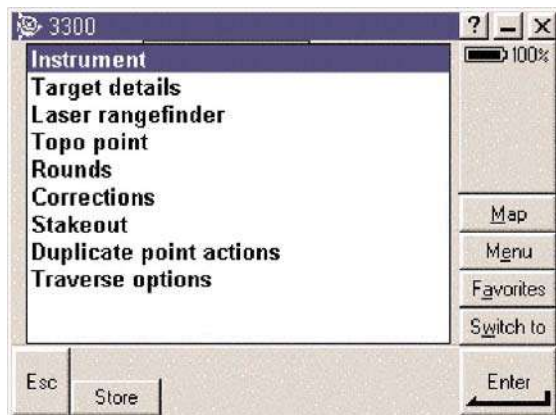 3300 ? _ X
Instrument
100%
Target details
Laser rangefinder
Topo point
Rounds
Corrections
Stakeout
Duplicate point actions
Traverse options
Map
Menu
Favorites
Switch to
Esc
Store
Enter